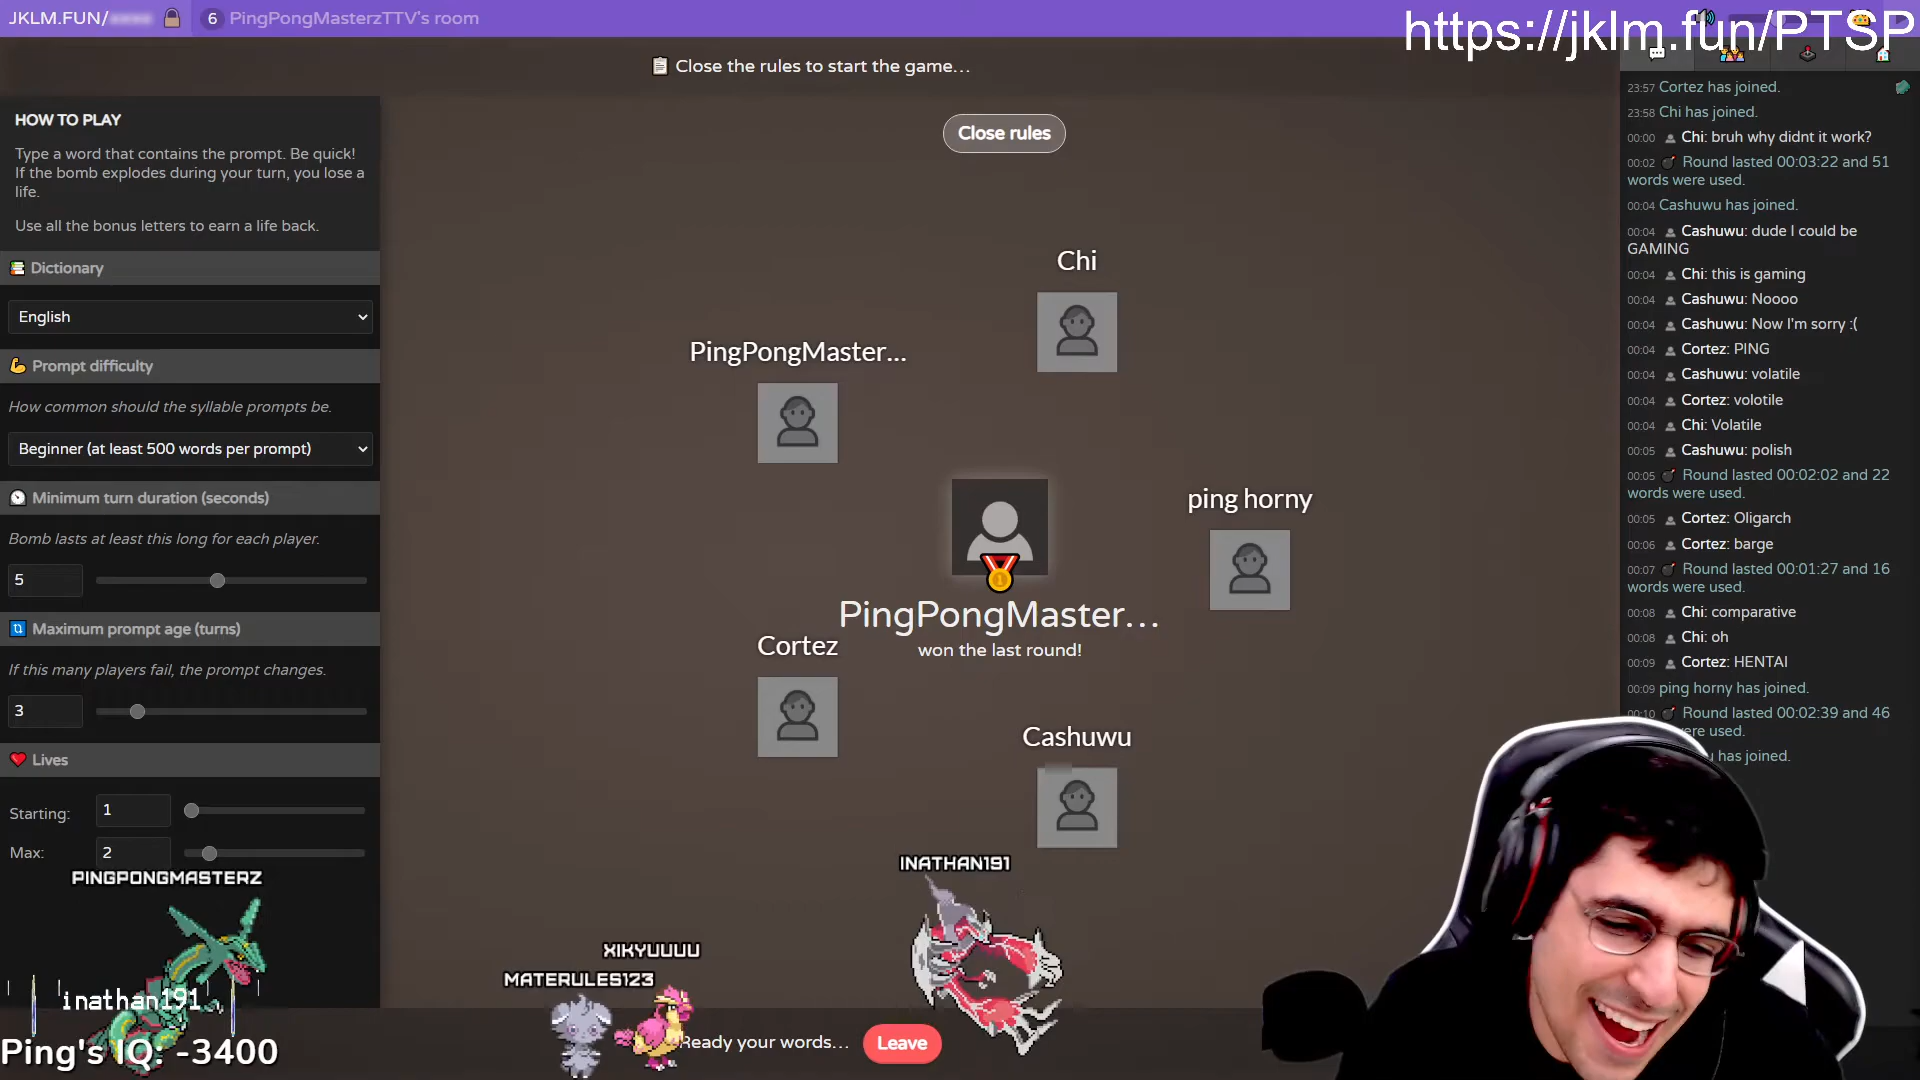 JKLM.FUN/
6 PingPongMasterzTTV's room
https://jklm.fun/PTSP
Close the rules to start the game…
Close rules
HOW TO PLAY
Type a word that contains the prompt. Be quick!
If the bomb explodes during your turn, you lose a
life.
Use all the bonus letters to earn a life back.
Dictionary
English
Prompt difficulty
How common should the syllable prompts be.
Beginner (at least 500 words per prompt)
Minimum turn duration (seconds)
Bomb lasts at least this long for each player.
5
Maximum prompt age (turns)
If this many players fail, the prompt changes.
3
Lives
Starting: 1
Max: 2
PINGPONGMASTERZ
inathan191
Ping's IQ: -3400
Chi
PingPongMaster…
ping horny
PingPongMaster…
won the last round!
Cortez
Cashuwu
INATHAN191
XIKYUUUU
MATERULES123
Ready your words…
Leave
23:57 Cortez has joined.
23:58 Chi has joined.
00:00 Chi: bruh why didnt it work?
00:02 Round lasted 00:03:22 and 51
words were used.
00:04 Cashuwu has joined.
00:04 Cashuwu: dude I could be
GAMING
00:04 Chi: this is gaming
00:04 Cashuwu: Noooo
00:04 Cashuwu: Now I'm sorry :(
00:04 Cortez: PING
00:04 Cashuwu: volatile
00:04 Cortez: volotile
00:04 Chi: Volatile
00:05 Cashuwu: polish
00:05 Round lasted 00:02:02 and 22
words were used.
00:05 Cortez: Oligarch
00:06 Cortez: barge
00:07 Round lasted 00:01:27 and 16
words were used.
00:08 Chi: comparative
00:08 Chi: oh
00:09 Cortez: HENTAI
00:09 ping horny has joined.
00:10 Round lasted 00:02:39 and 46
were used.
has joined.